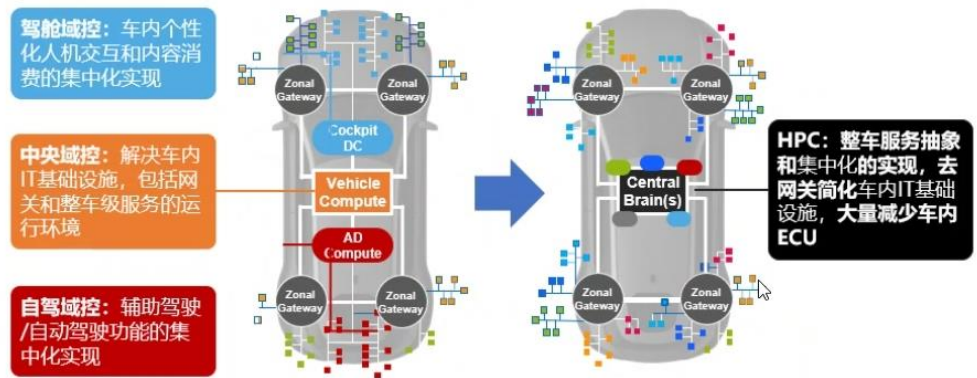 驾舱域控：车内个性
化人机交互和内容消
费的集中化实现
中央域控：解决车内
IT基础设施，包括网
关和整车级服务的运
行环境
自驾域控：辅助驾驶
/自动驾驶功能的集
中化实现
Zonal
Gateway
Zonal
Gateway
Cockpit
DC
Vehicle
Compute
AD
Compute
Zonal
Gateway
Zonal
Gateway
Zonal
Gateway
Zonal
Gateway
Central
Brain(s)
Zonal
Gateway
Zonal
Gateway
HPC：整车服务抽象
和集中化的实现，去
网关简化车内IT基础
设施，大量减少车内
ECU